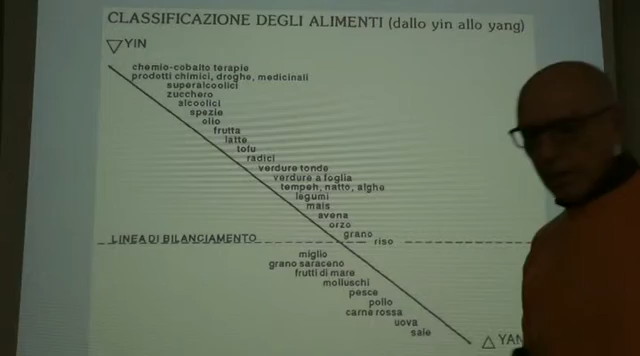 CLASSIFICAZIONE DEGLI ALIMENTI (dallo yin allo yang)
YIN
chemio-cobalto terapie
prodotti chimici, droghe, medicinali
superalcoolici
zucchero
alcoolici
spezie
olio
frutta
latte
tofu
radici
verdure tonde
verdure a foglia
tempeh, natto, alghe
legumi
mais
avena
orzo
grano
LINEA DI BILANCIAMENTO
riso
miglio
grano saraceno
frutti di mare
molluschi
pesce
pollo
carne rossa
uova
sale
YAN